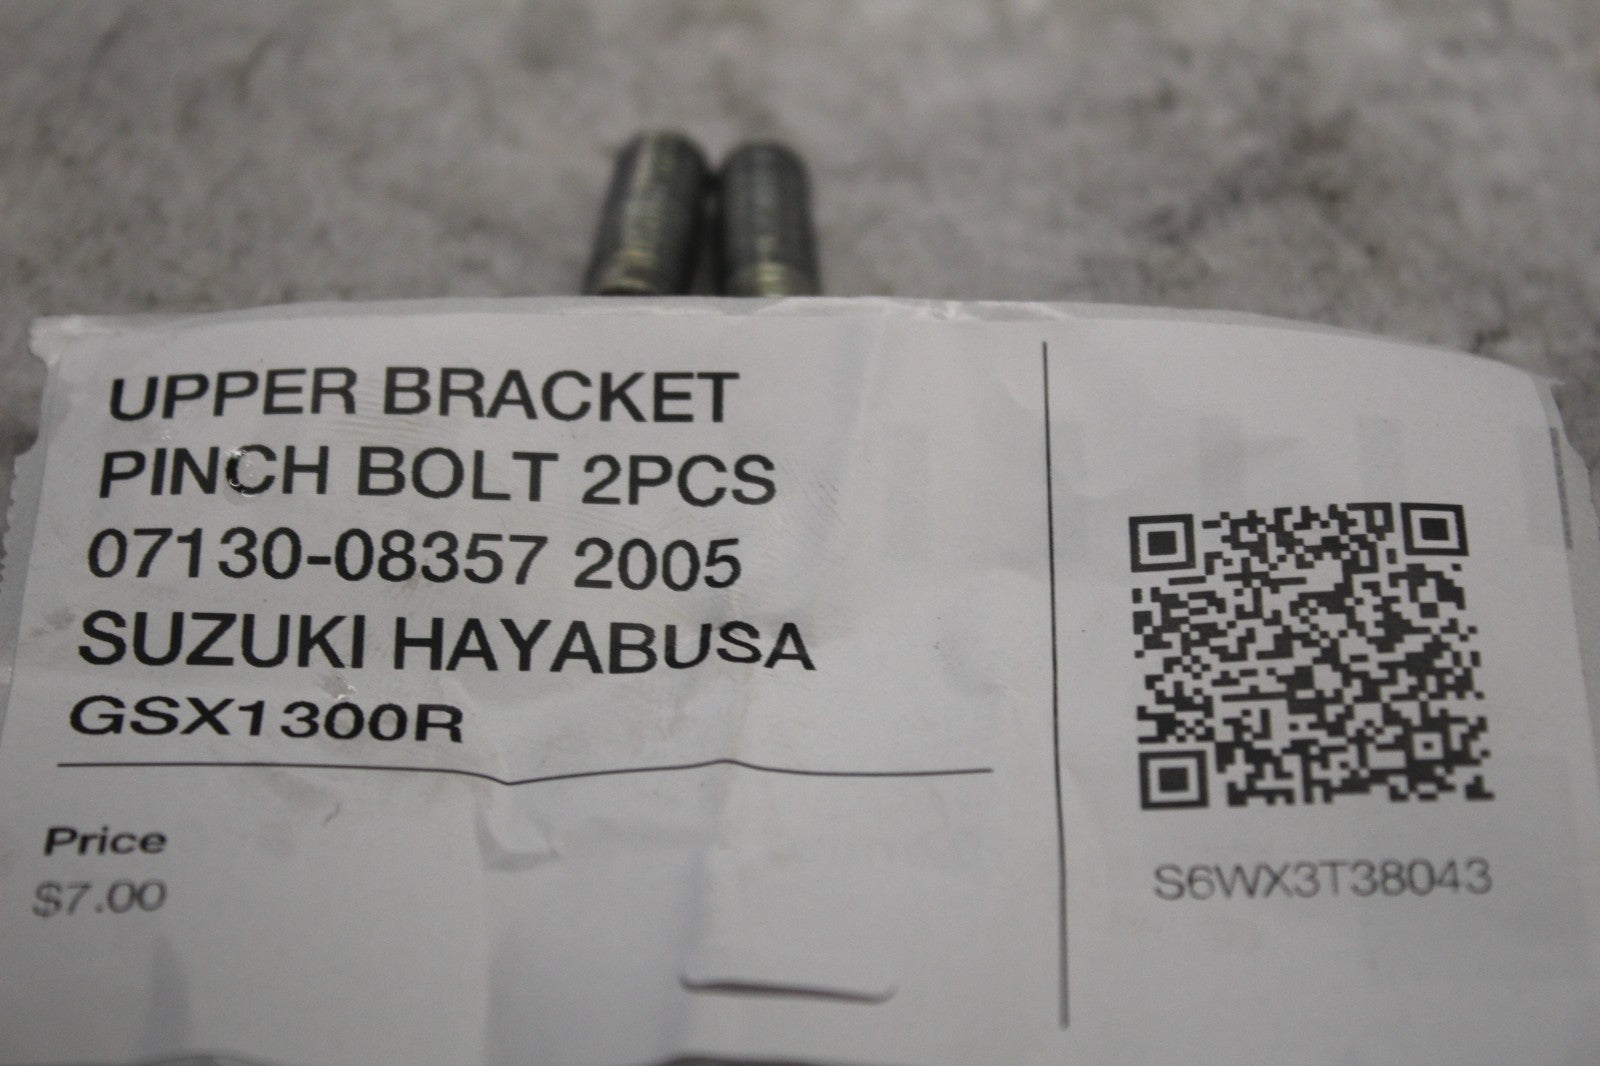 UPPER BRACKET
PINCH BOLT 2PCS
07130-08357 2005
SUZUKI HAYABUSA
GSX1300R
Price
$7.00
S6WX3T38043